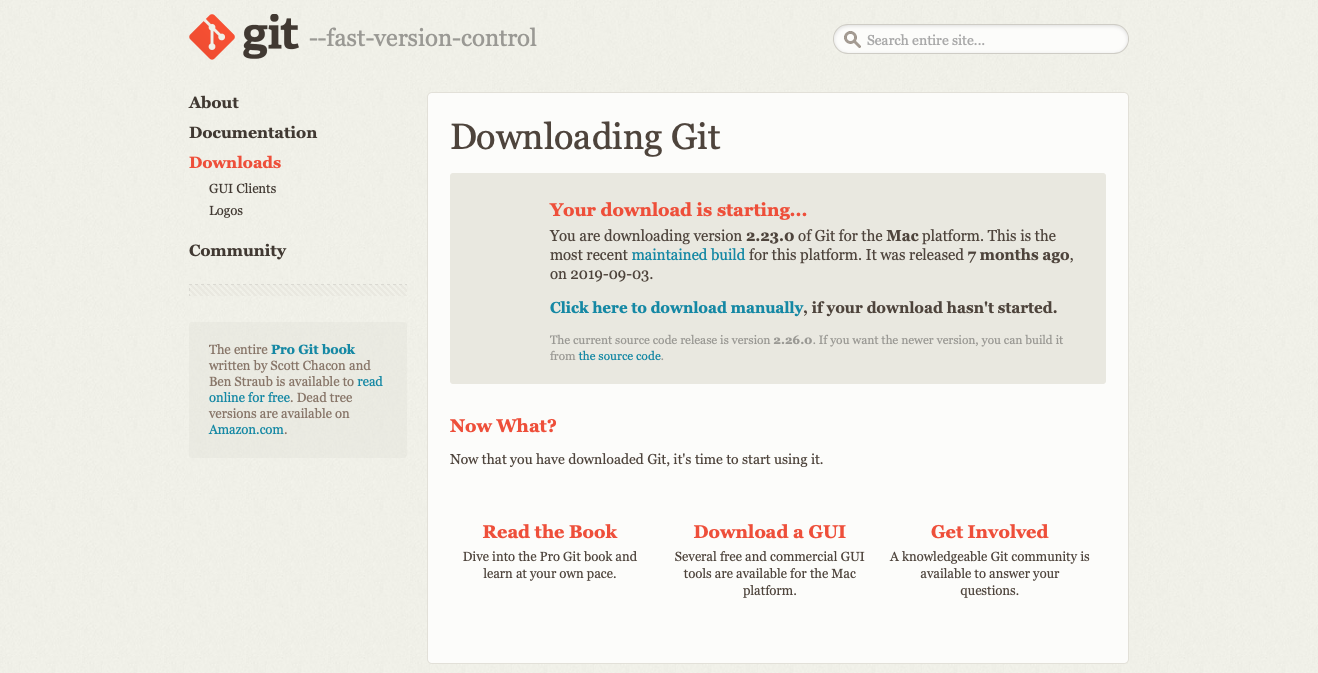 git --fast-version-control
Search entire site...
About
Documentation
Downloads
GUI Clients
Logos
Community
The entire Pro Git book
written by Scott Chacon and
Ben Straub is available to read
online for free. Dead tree
versions are available on
Amazon.com.
Downloading Git
Your download is starting...
You are downloading version 2.23.0 of Git for the Mac platform. This is the
most recent maintained build for this platform. It was released 7 months ago,
on 2019-09-03.
Click here to download manually, if your download hasn't started.
The current source code release is version 2.26.0. If you want the newer version, you can build it
from the source code.
Now What?
Now that you have downloaded Git, it's time to start using it.
Read the Book
Dive into the Pro Git book and
learn at your own pace.
Download a GUI
Several free and commercial GUI
tools are available for the Mac
platform.
Get Involved
A knowledgeable Git community is
available to answer your
questions.